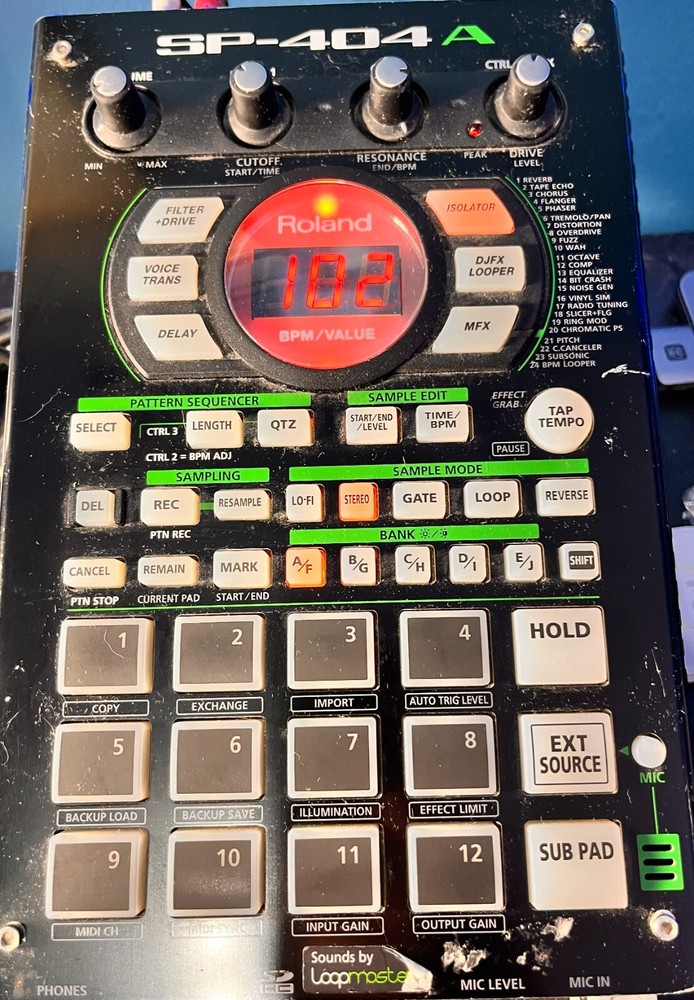 SP-404 A
MIN
MAX
CUTOFF
START/TIME
RESONANCE
END/BPM
PEAK
DRIVE
LEVEL
1 REVERB
2 TAPE ECHO
3 CHORUS
4 FLANGER
5 PHASER
6 TREMOLO/PAN
7 DISTORTION
8 OVERDRIVE
9 FUZZ
10 WAH
11 OCTAVE
12 COMP
13 EQUALIZER
14 BIT CRASH
15 NOISE GEN
16 VINYL SIM
17 RADIO TUNING
18 SLICER+FLG
19 RING MOD
20 CHROMATIC PS
21 PITCH
22 C.CANCELER
23 SUBSONIC
24 BPM LOOPER
FILTER
+DRIVE
VOICE
TRANS
DELAY
Roland
182
BPM/VALUE
ISOLATOR
DJFX
LOOPER
MFX
PATTERN SEQUENCER
SAMPLE EDIT
EFFECT
GRAB
SELECT
CTRL 3
LENGTH
QTZ
START/END
/LEVEL
TIME/
BPM
TAP
TEMPO
CTRL 2 = BPM ADJ
PAUSE
SAMPLING
SAMPLE MODE
DEL
REC
RESAMPLE
LO-FI
STEREO
GATE
LOOP
REVERSE
PTN REC
BANK
CANCEL
REMAIN
MARK
A/F
B/G
C/H
D/I
E/J
SHIFT
PTN STOP
CURRENT PAD
START/END
1
2
3
4
HOLD
COPY
EXCHANGE
IMPORT
AUTO TRIG LEVEL
5
6
7
8
EXT
SOURCE
MIC
BACKUP LOAD
BACKUP SAVE
ILLUMINATION
EFFECT LIMIT
9
10
11
12
SUB PAD
MIDI CH
MIDI SYNC
INPUT GAIN
OUTPUT GAIN
Sounds by
Loopmaste
PHONES
MIC LEVEL
MIC IN